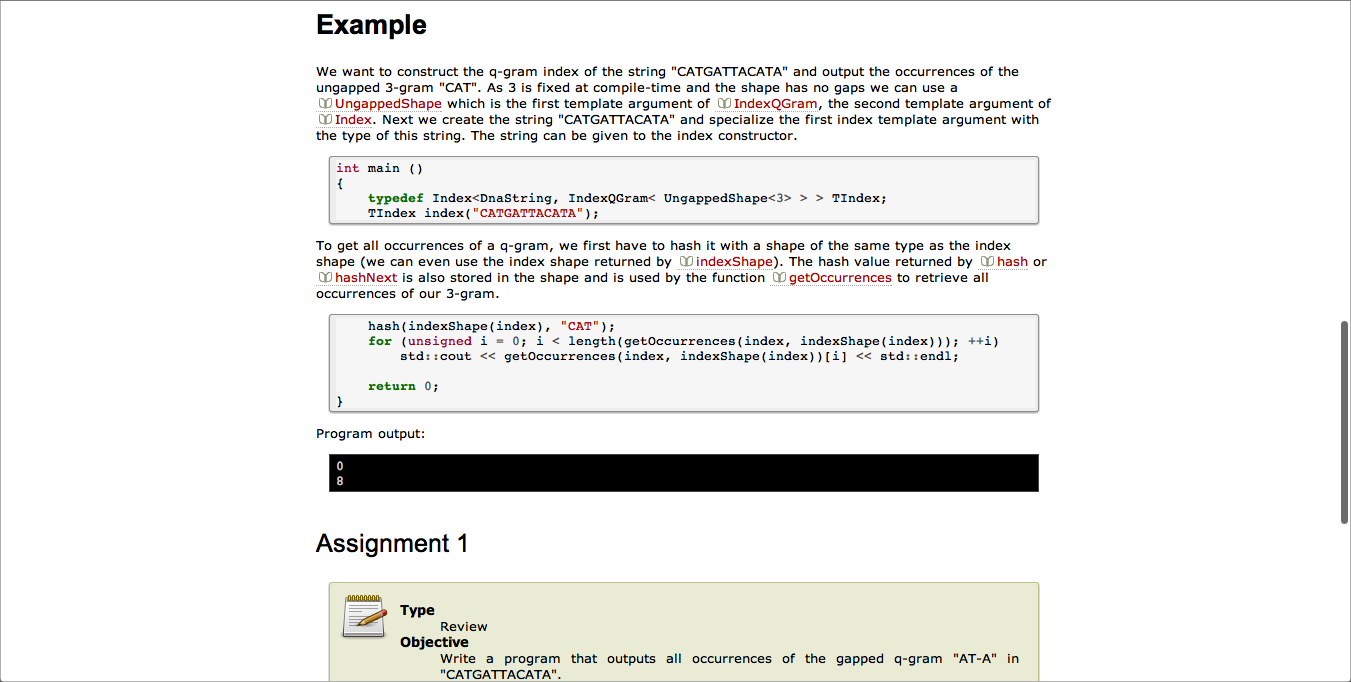 Example
We want to construct the q-gram index of the string "CATGATTACATA" and output the occurrences of the
ungapped 3-gram "CAT". As 3 is fixed at compile-time and the shape has no gaps we can use a
UngappedShape which is the first template argument of IndexQGram, the second template argument of
Index. Next we create the string "CATGATTACATA" and specialize the first index template argument with
the type of this string. The string can be given to the index constructor.
int main ()
{
    typedef Index<DnaString, IndexQGram< UngappedShape<3> > > TIndex;
    TIndex index("CATGATTACATA");
To get all occurrences of a q-gram, we first have to hash it with a shape of the same type as the index
shape (we can even use the index shape returned by indexShape). The hash value returned by hash or
hashNext is also stored in the shape and is used by the function getOccurrences to retrieve all
occurrences of our 3-gram.
    hash(indexShape(index), "CAT");
    for (unsigned i = 0; i < length(getOccurrences(index, indexShape(index))); ++i)
        std::cout << getOccurrences(index, indexShape(index))[i] << std::endl;
    return 0;
}
Program output:
0
8
Assignment 1
Type
Review
Objective
Write a program that outputs all occurrences of the gapped q-gram "AT-A" in
"CATGATTACATA".